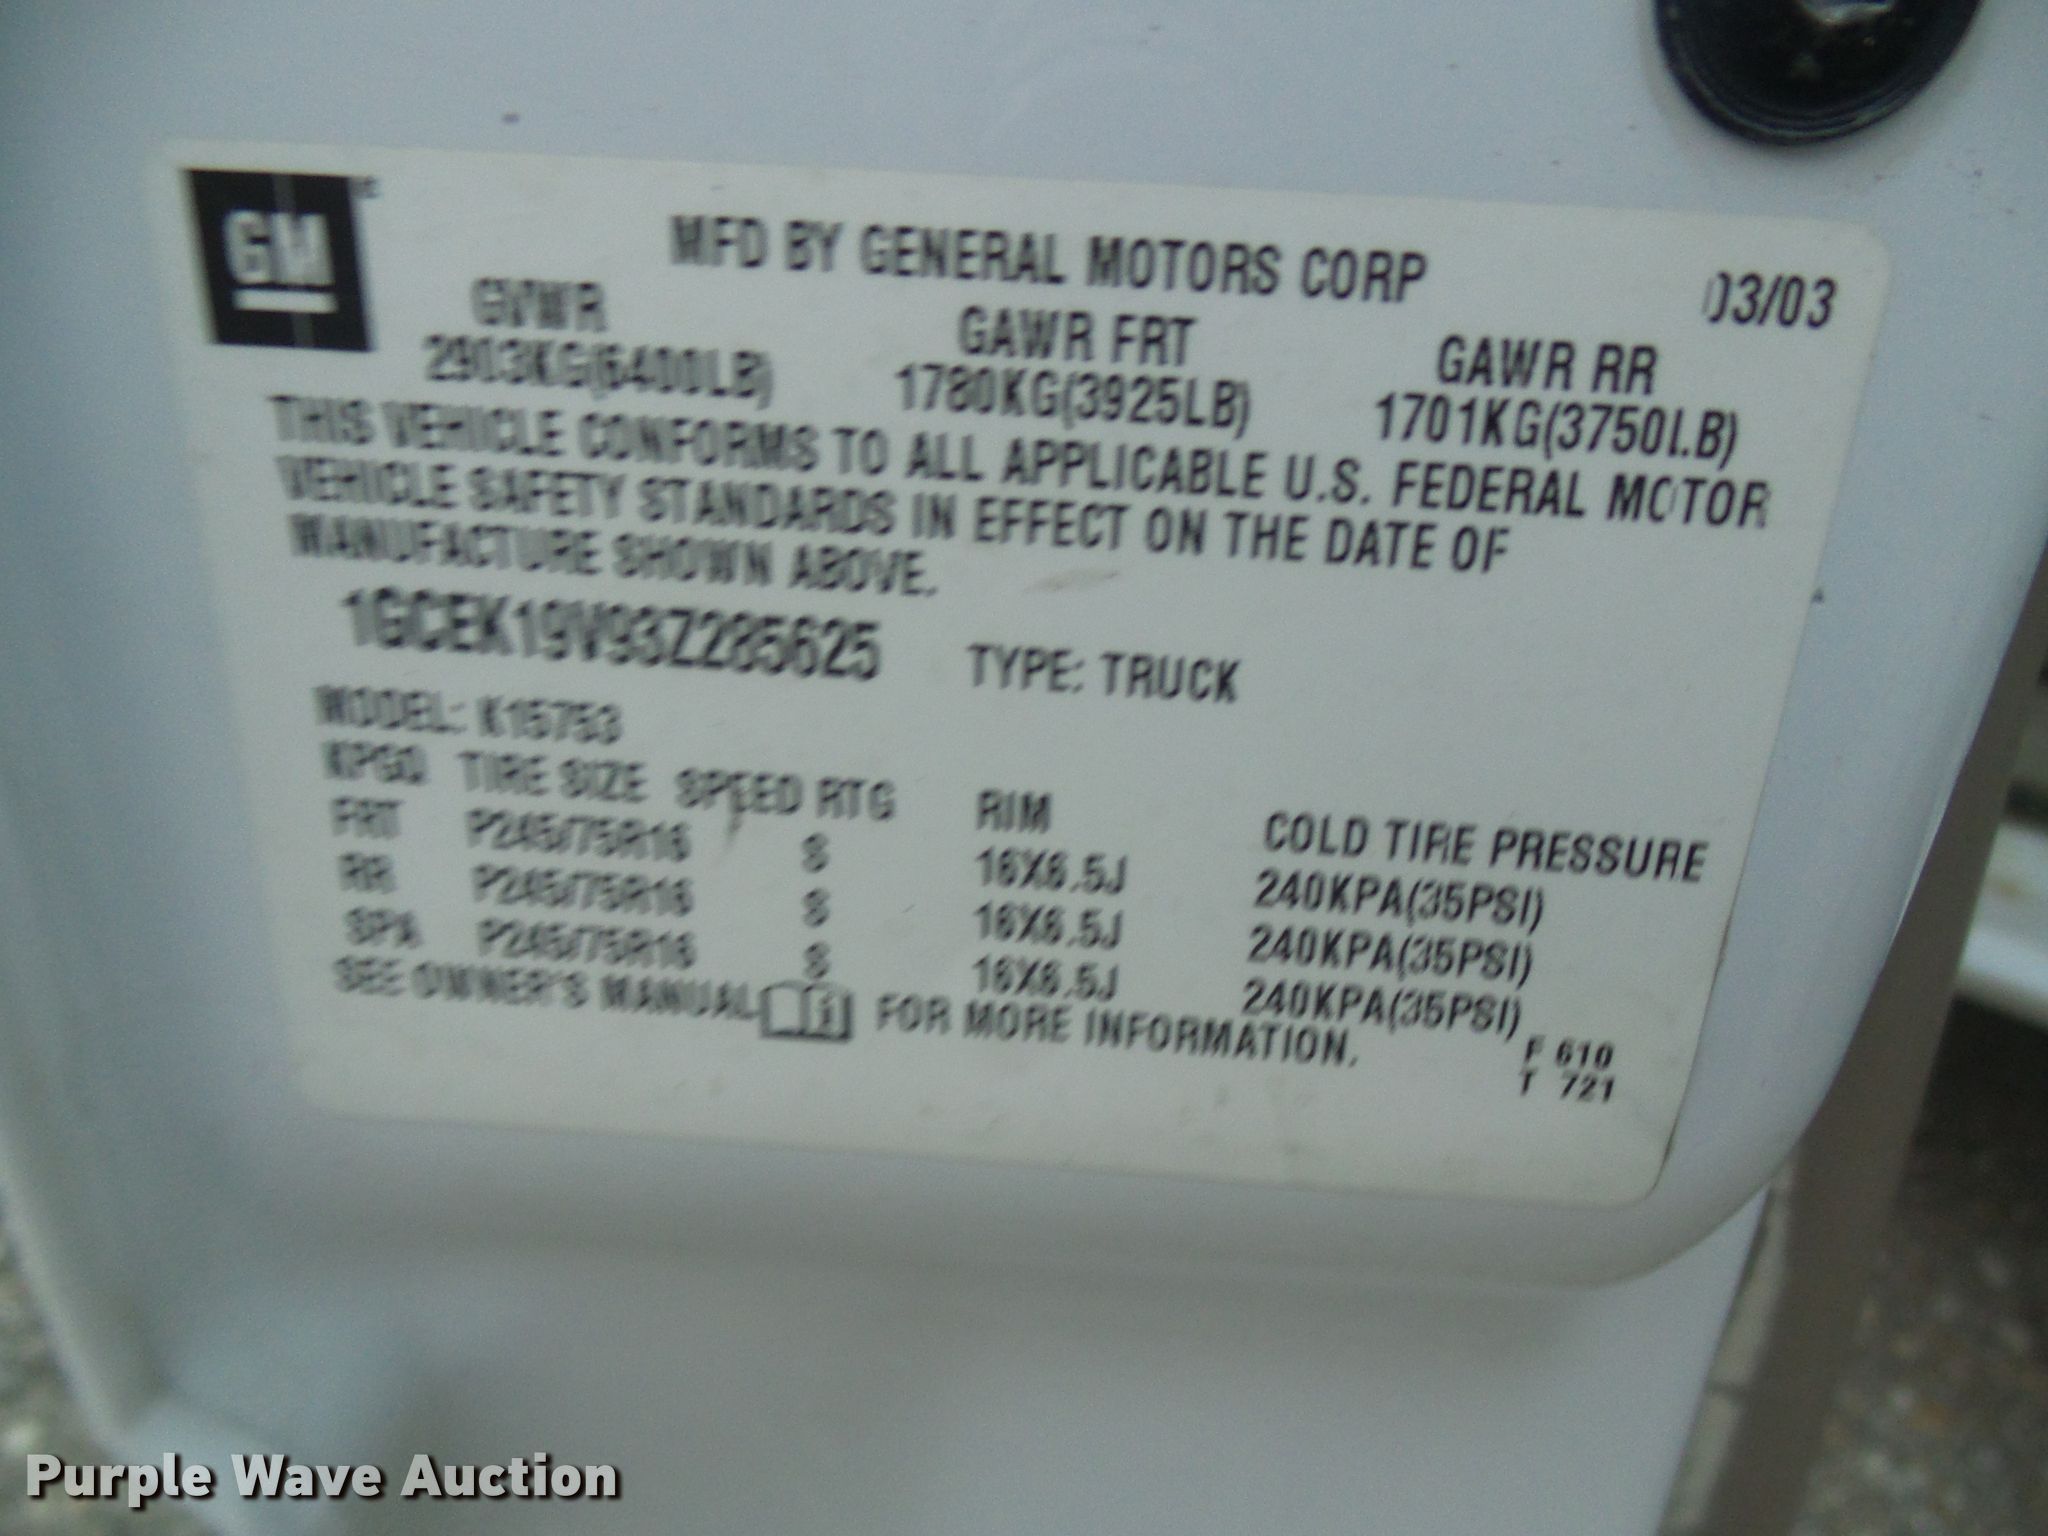 GM
MFD BY GENERAL MOTORS CORP 03/03
GVWR GAWR FRT GAWR RR
2903KG(6400LB) 1780KG(3925LB) 1701KG(3750LB)
THIS VEHICLE CONFORMS TO ALL APPLICABLE U.S. FEDERAL MOTOR
VEHICLE SAFETY STANDARDS IN EFFECT ON THE DATE OF
MANUFACTURE SHOWN ABOVE.
1GCEK19V93Z285625 TYPE: TRUCK
MODEL: K15753
KPGO TIRE SIZE SPEED RTG RIM COLD TIRE PRESSURE
FRT P245/75R16 S 16X6.5J 240KPA(35PSI)
RR P245/75R16 S 16X6.5J 240KPA(35PSI)
SPA P245/75R16 S 16X6.5J 240KPA(35PSI)
SEE OWNER'S MANUAL FOR MORE INFORMATION.
F 610
T 721
Purple Wave Auction